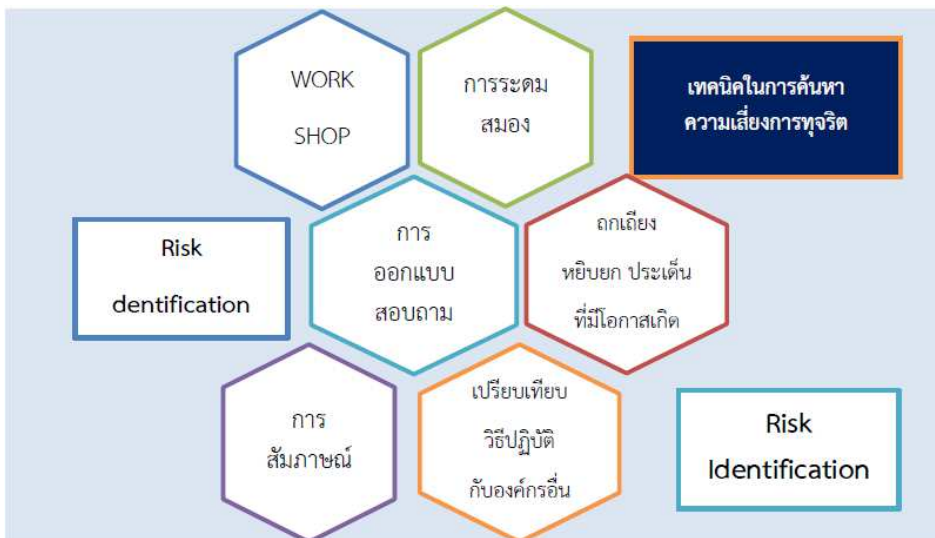 WORK
SHOP
การระดม
สมอง
เทคนิคในการค้นหา
ความเสี่ยงการทุจริต
Risk
dentification
การ
ออกแบบ
สอบถาม
ถกเถียง
หยิบยก ประเด็น
ที่มีโอกาสเกิด
การ
สัมภาษณ์
เปรียบเทียบ
วิธีปฏิบัติ
กับองค์กรอื่น
Risk
Identification